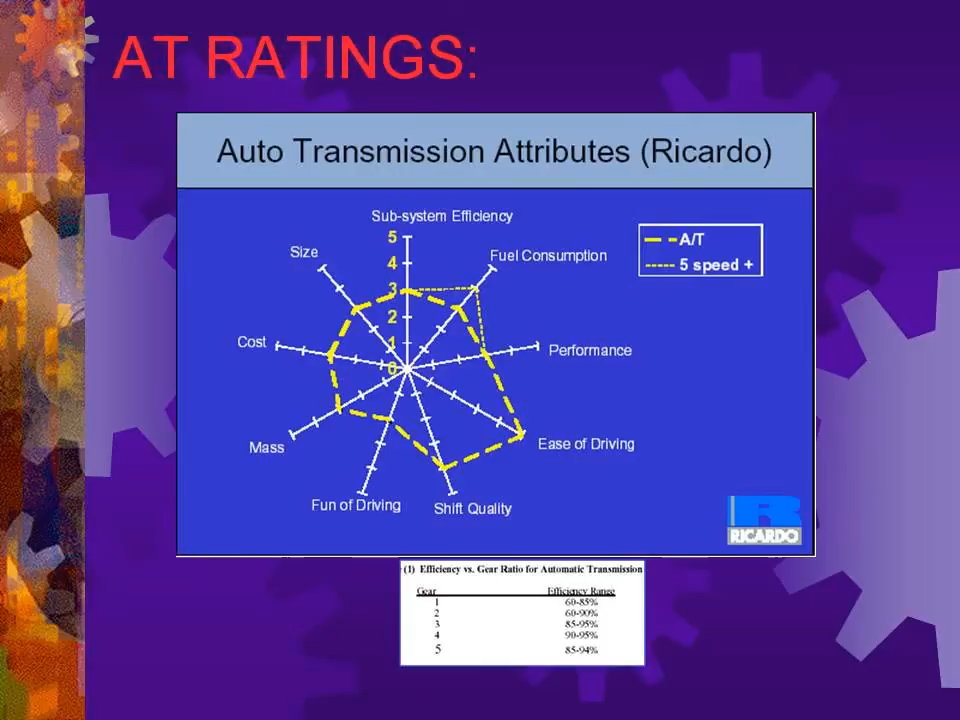 AT RATINGS:
Auto Transmission Attributes (Ricardo)
Sub-system Efficiency
5
4
3
2
1
0
Size
Fuel Consumption
A/T
5 speed +
Cost
Performance
Mass
Ease of Driving
Fun of Driving
Shift Quality
R
RICARDO
(1) Efficiency vs. Gear Ratio for Automatic Transmission
Gear Efficiency Range
1 60-85%
2 60-90%
3 85-95%
4 90-95%
5 85-94%